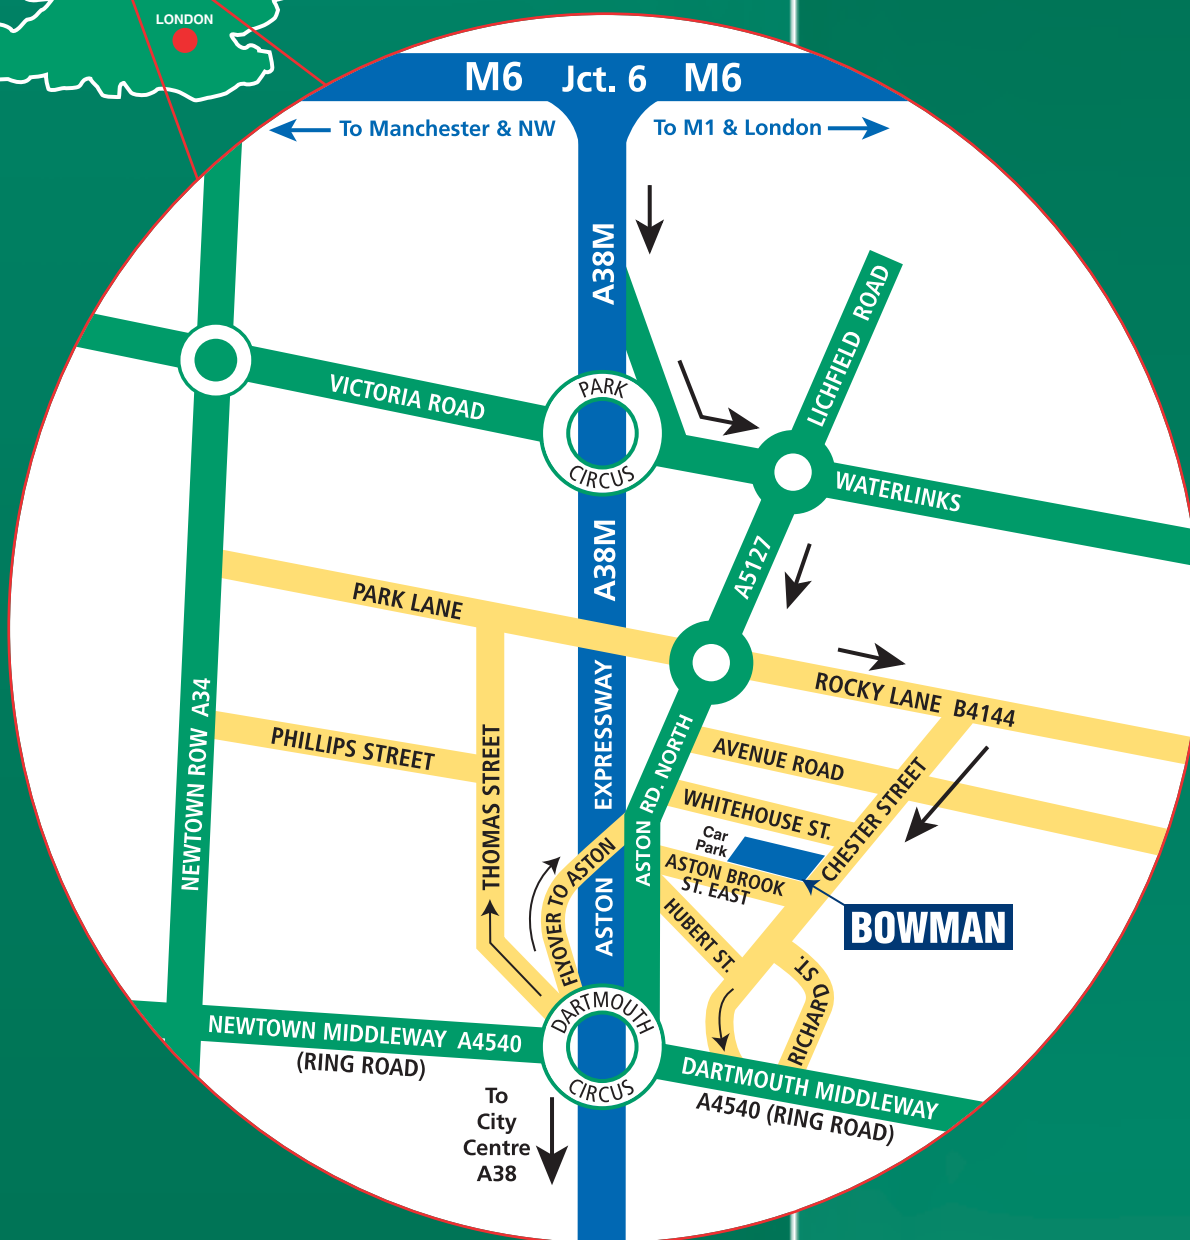 LONDON
M6 Jct. 6 M6
To Manchester & NW
To M1 & London
A38M
LICHFIELD ROAD
VICTORIA ROAD
PARK
CIRCUS
WATERLINKS
A38M
A5127
PARK LANE
ROCKY LANE B4144
NEWTOWN ROW A34
PHILLIPS STREET
THOMAS STREET
ASTON EXPRESSWAY
ASTON RD. NORTH
AVENUE ROAD
WHITEHOUSE ST.
CHESTER STREET
Car
Park
ASTON BROOK
ST. EAST
FLYOVER TO ASTON
HUBERT ST.
BOWMAN
RICHARD ST.
DARTMOUTH
CIRCUS
NEWTOWN MIDDLEWAY A4540
(RING ROAD)
DARTMOUTH MIDDLEWAY
A4540 (RING ROAD)
To
City
Centre
A38